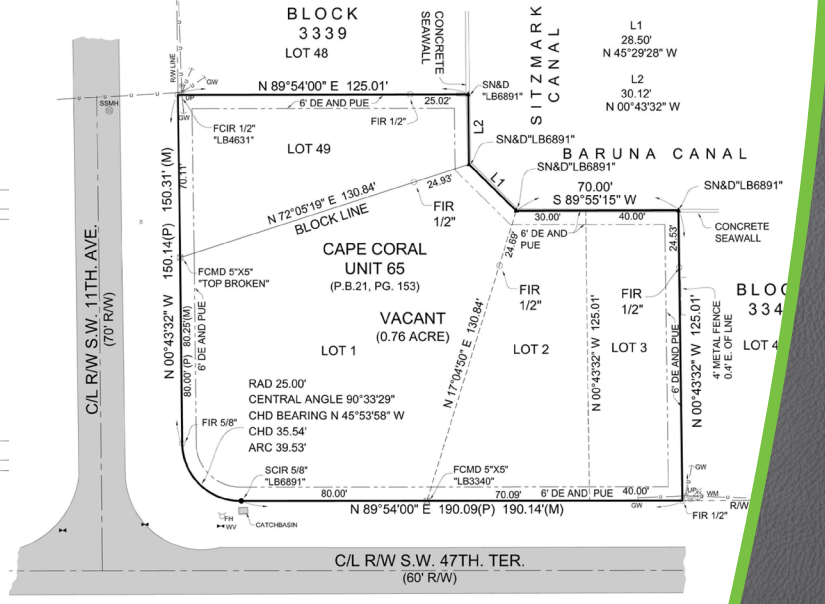 BLOCK
3339
LOT 48
CONCRETE
SEAWALL
SITZMARK
CANAL
L1
28.50'
N 45°29'28" W
L2
30.12'
N 00°43'32" W
R/W LINE
GW
UP
GW
SSMH
N 89°54'00" E 125.01'
6' DE AND PUE
25.02'
SN&D
"LB6891"
FCIR 1/2"
"LB4631"
FIR 1/2"
LOT 49
L2
SN&D"LB6891"
BARUNA CANAL
SN&D"LB6891"
L1
70.00'
S 89°55'15" W
SN&D"LB6891"
CONCRETE
SEAWALL
30.00'
40.00'
6' DE AND
PUE
24.53'
24.93'
FIR
1/2"
N 72°05'19" E 130.84'
BLOCK LINE
70.11'
N 00°43'32" W 150.14'(P) 150.31' (M)
C/L R/W S.W. 11TH. AVE.
(70' R/W)
CAPE CORAL
UNIT 65
(P.B.21, PG. 153)
FCMD 5"X5"
"TOP BROKEN"
24.69'
FIR
1/2"
FIR
1/2"
BLOC
334
LOT 4
VACANT
(0.76 ACRE)
80.00' (P) 80.25'(M)
6' DE AND PUE
LOT 1
N 17°04'50" E 130.84'
LOT 2
N 00°43'32" W 125.01'
LOT 3
6' DE AND PUE
N 00°43'32" W 125.01'
4' METAL FENCE
0.4' E. OF LNE
RAD 25.00'
CENTRAL ANGLE 90°33'29"
CHD BEARING N 45°53'58" W
CHD 35.54'
ARC 39.53'
FIR 5/8"
SCIR 5/8"
"LB6891"
FCMD 5"X5"
"LB3340"
80.00'
70.09'
6' DE AND PUE
40.00'
N 89°54'00" E 190.09'(P) 190.14'(M)
GW
GW
UP
WM
R/W
FIR 1/2"
FH
WV
CATCHBASIN
C/L R/W S.W. 47TH. TER.
(60' R/W)